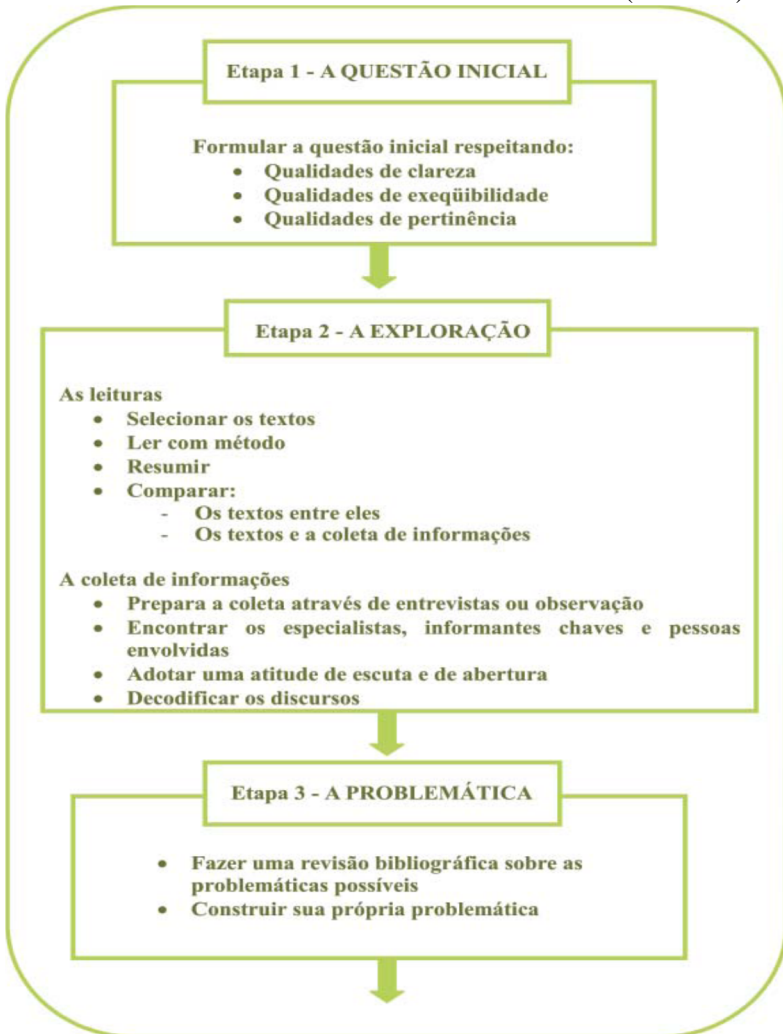 Etapa 1 - A QUESTÃO INICIAL
Formular a questão inicial respeitando:
• Qualidades de clareza
• Qualidades de exeqüibilidade
• Qualidades de pertinência
Etapa 2 - A EXPLORAÇÃO
As leituras
• Selecionar os textos
• Ler com método
• Resumir
• Comparar:
- Os textos entre eles
- Os textos e a coleta de informações
A coleta de informações
• Prepara a coleta através de entrevistas ou observação
• Encontrar os especialistas, informantes chaves e pessoas
envolvidas
• Adotar uma atitude de escuta e de abertura
• Decodificar os discursos
Etapa 3 - A PROBLEMÁTICA
• Fazer uma revisão bibliográfica sobre as
problemáticas possíveis
• Construir sua própria problemática